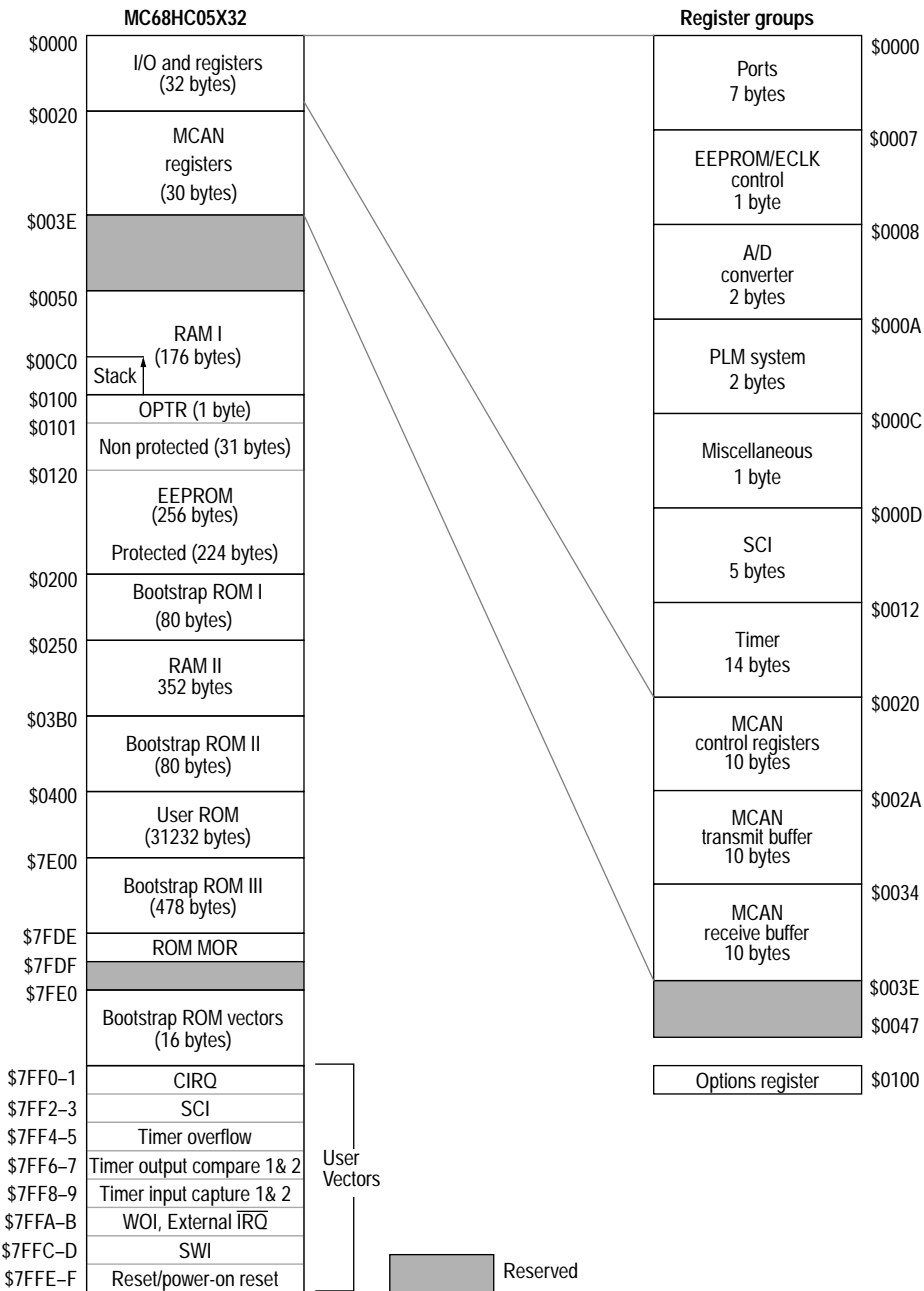 MC68HC05X32
$0000
I/O and registers
(32 bytes)
$0020
MCAN
registers
(30 bytes)
$003E
$0050
RAM I
(176 bytes)
$00C0
Stack
$0100
OPTR (1 byte)
$0101
Non protected (31 bytes)
$0120
EEPROM
(256 bytes)
Protected (224 bytes)
$0200
Bootstrap ROM I
(80 bytes)
$0250
RAM II
352 bytes
$03B0
Bootstrap ROM II
(80 bytes)
$0400
User ROM
(31232 bytes)
$7E00
Bootstrap ROM III
(478 bytes)
$7FDE
ROM MOR
$7FDF
$7FE0
Bootstrap ROM vectors
(16 bytes)
$7FF0–1 CIRQ
$7FF2–3 SCI
$7FF4–5 Timer overflow
$7FF6–7 Timer output compare 1& 2
$7FF8–9 Timer input capture 1& 2
$7FFA–B WOI, External IRQ
$7FFC–D SWI
$7FFE–F Reset/power-on reset
User
Vectors
Register groups
$0000
Ports
7 bytes
$0007
EEPROM/ECLK
control
1 byte
$0008
A/D
converter
2 bytes
$000A
PLM system
2 bytes
$000C
Miscellaneous
1 byte
$000D
SCI
5 bytes
$0012
Timer
14 bytes
$0020
MCAN
control registers
10 bytes
$002A
MCAN
transmit buffer
10 bytes
$0034
MCAN
receive buffer
10 bytes
$003E
$0047
Options register $0100
Reserved